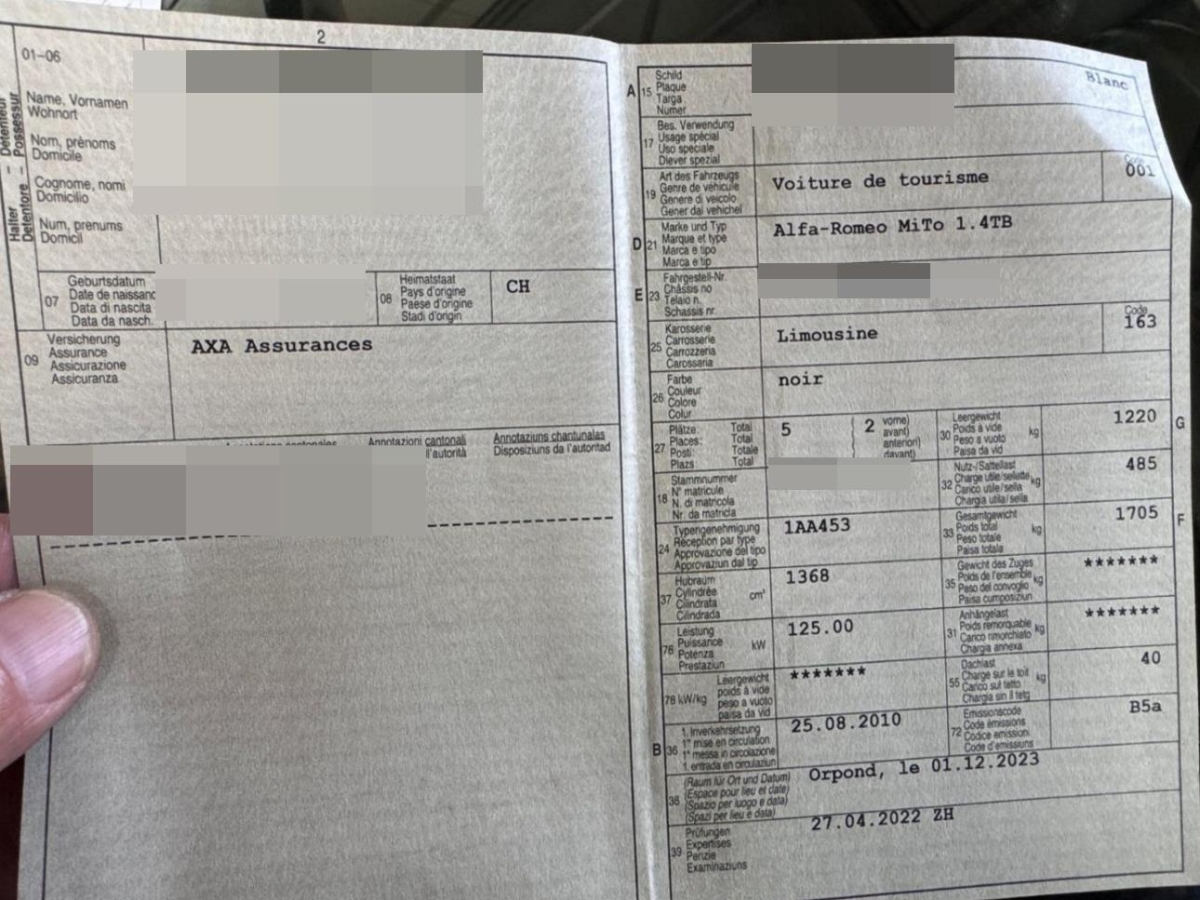 2
01-06
Halter – Détenteur
Detentore – Possessur
Name, Vornamen
Wohnort
Nom, prénoms
Domicile
Cognome, nomi
Domicilio
Num, prenums
Domicil
07
Geburtsdatum
Date de naissanc
Data di nascita
Data da nasch.
08
Heimatstaat
Pays d'origine
Paese d'origine
Stadi d'origin
CH
09
Versicherung
Assurance
Assicurazione
Assicuranza
AXA Assurances
Annotazioni cantonali
l'autorità
Annotaziuns chantunalas
Disposiziuns da l'autoritad
A 15
Schild
Plaque
Targa
Numer
Blanc
17
Bes. Verwendung
Usage spécial
Uso speciale
Diever spezial
19
Art des Fahrzeugs
Genre de véhicule
Genere di veicolo
Gener dal vehichel
Voiture de tourisme
Code
001
D 21
Marke und Typ
Marque et type
Marca e tipo
Marca e tip
Alfa-Romeo MiTo 1.4TB
E 23
Fahrgestell-Nr.
Châssis no
Telaio n.
Schassis nr.
25
Karosserie
Carrosserie
Carrozzeria
Carossaria
Limousine
Code
163
26
Farbe
Couleur
Colore
Colur
noir
27
Plätze: Total
Places: Total
Posti: Totale
Plazs: Total
5
2
vorne)
avant)
anteriori)
davant)
30
Leergewicht
Poids à vide
Peso a vuoto
Paisa da vid
kg
1220
G
18
Stammnummer
N° matricule
N. di matricola
Nr. da matricla
32
Nutz-/Sattellast
Charge utile/sellette
Carico utile/sella
Chargia utila/sella
kg
485
24
Typengenehmigung
Réception par type
Approvazione del tipo
Approvaziun dal tip
1AA453
33
Gesamtgewicht
Poids total
Peso totale
Paisa totala
kg
1705
F
37
Hubraum
Cylindrée
Cilindrata
Cilindrada
cm³
1368
35
Gewicht des Zuges
Poids de l'ensemble
Peso del convoglio
Paisa cumposiziun
kg
*******
76
Leistung
Puissance
Potenza
Prestaziun
kW
125.00
31
Anhängelast
Poids remorquable
Carico rimorchiato
Chargia annexa
kg
*******
78 kW/kg
Leergewicht
poids à vide
peso a vuoto
paisa da vid
*******
55
Dachlast
Charge sur le toit
Carico sul tetto
Chargia sin il tetg
kg
40
B 36
1. Inverkehrsetzung
1re mise en circulation
1a messa in circolazione
1. entrada en circulaziun
25.08.2010
72
Emissionscode
Code émissions
Codice emissioni
Code d'emissiuns
B5a
38
(Raum für Ort und Datum)
(Espace pour lieu et date)
(Spazio per luogo e data)
(Spazi per lieu e data)
Orpond, le 01.12.2023
39
Prüfungen
Expertises
Perizie
Examinaziuns
27.04.2022 ZH